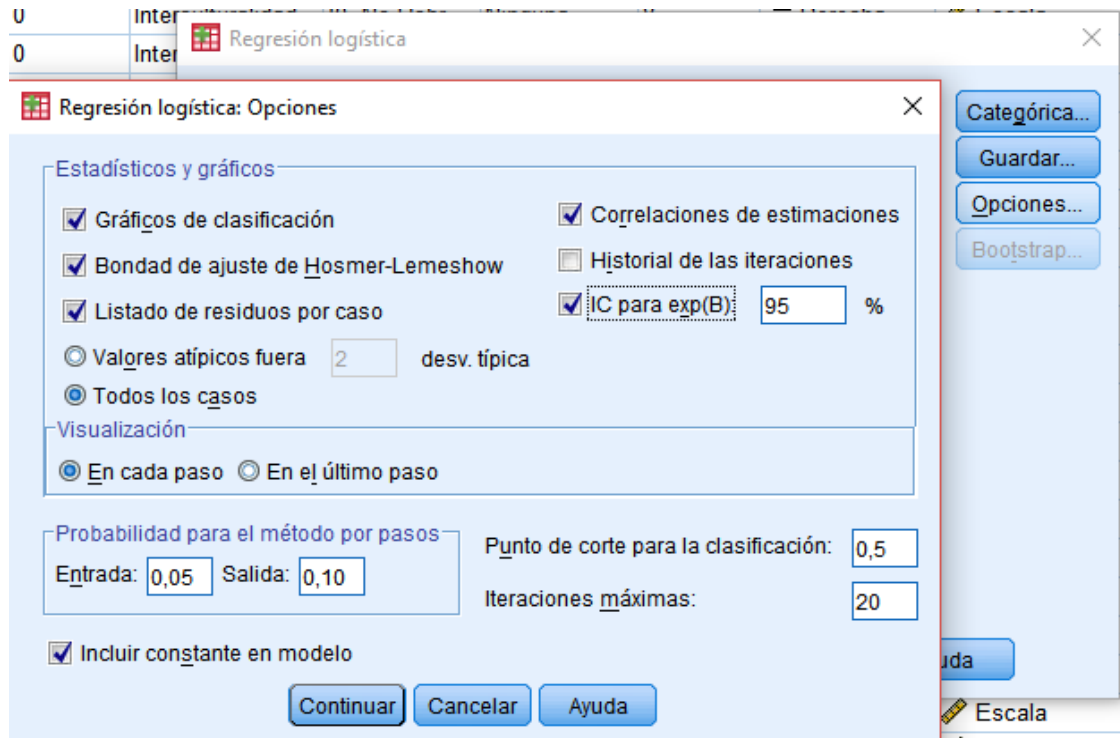 0
0
Inter
Escala
Regresión logística
Regresión logística: Opciones
Categórica...
Guardar...
Opciones...
Bootstrap...
Estadísticos y gráficos
Gráficos de clasificación
Correlaciones de estimaciones
Bondad de ajuste de Hosmer-Lemeshow
Historial de las iteraciones
Listado de residuos por caso
IC para exp(B): 95 %
Valores atípicos fuera 2 desv. típica
Todos los casos
Visualización
En cada paso En el último paso
Probabilidad para el método por pasos
Entrada: 0,05 Salida: 0,10
Punto de corte para la clasificación: 0,5
Iteraciones máximas: 20
Incluir constante en modelo
Continuar Cancelar Ayuda
uda
Escala